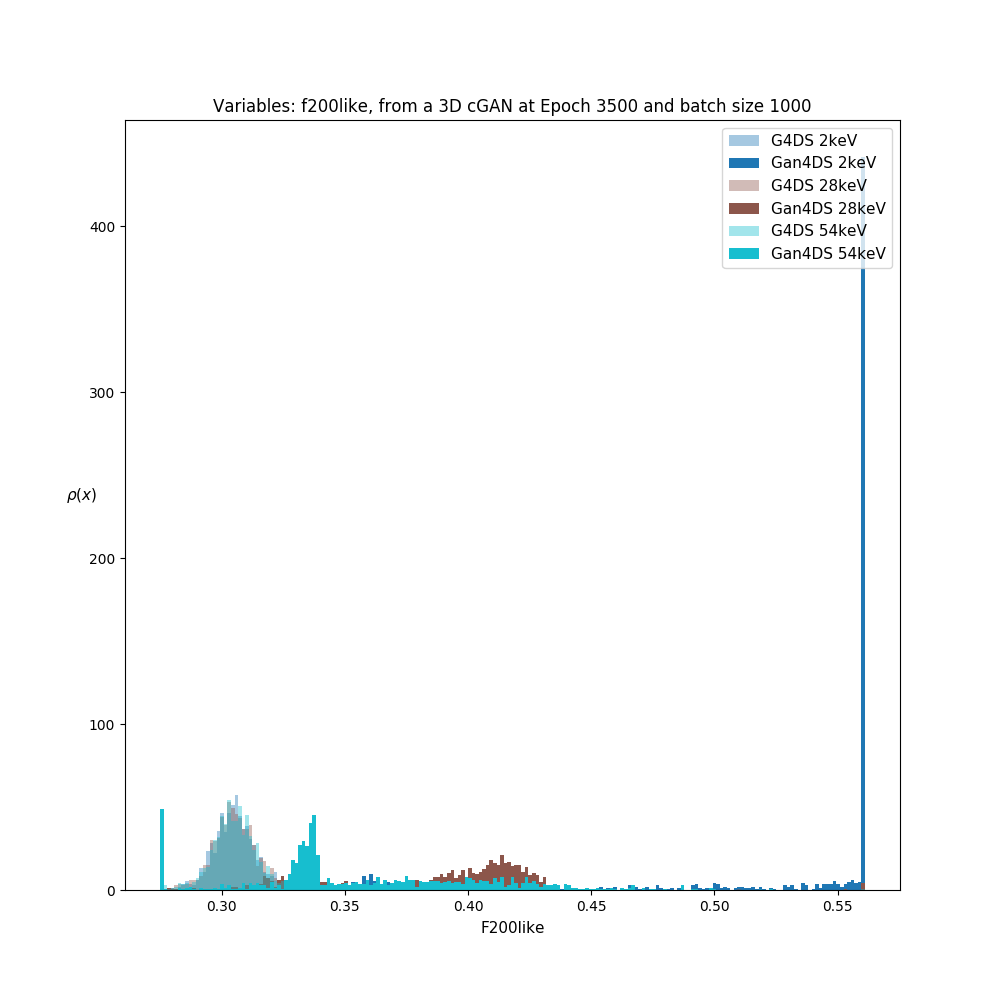 Variables: f200like, from a 3D cGAN at Epoch 3500 and batch size 1000
G4DS 2keV
Gan4DS 2keV
G4DS 28keV
Gan4DS 28keV
G4DS 54keV
Gan4DS 54keV
400
300
200
100
0
ρ(x)
0.30 0.35 0.40 0.45 0.50 0.55
F200like